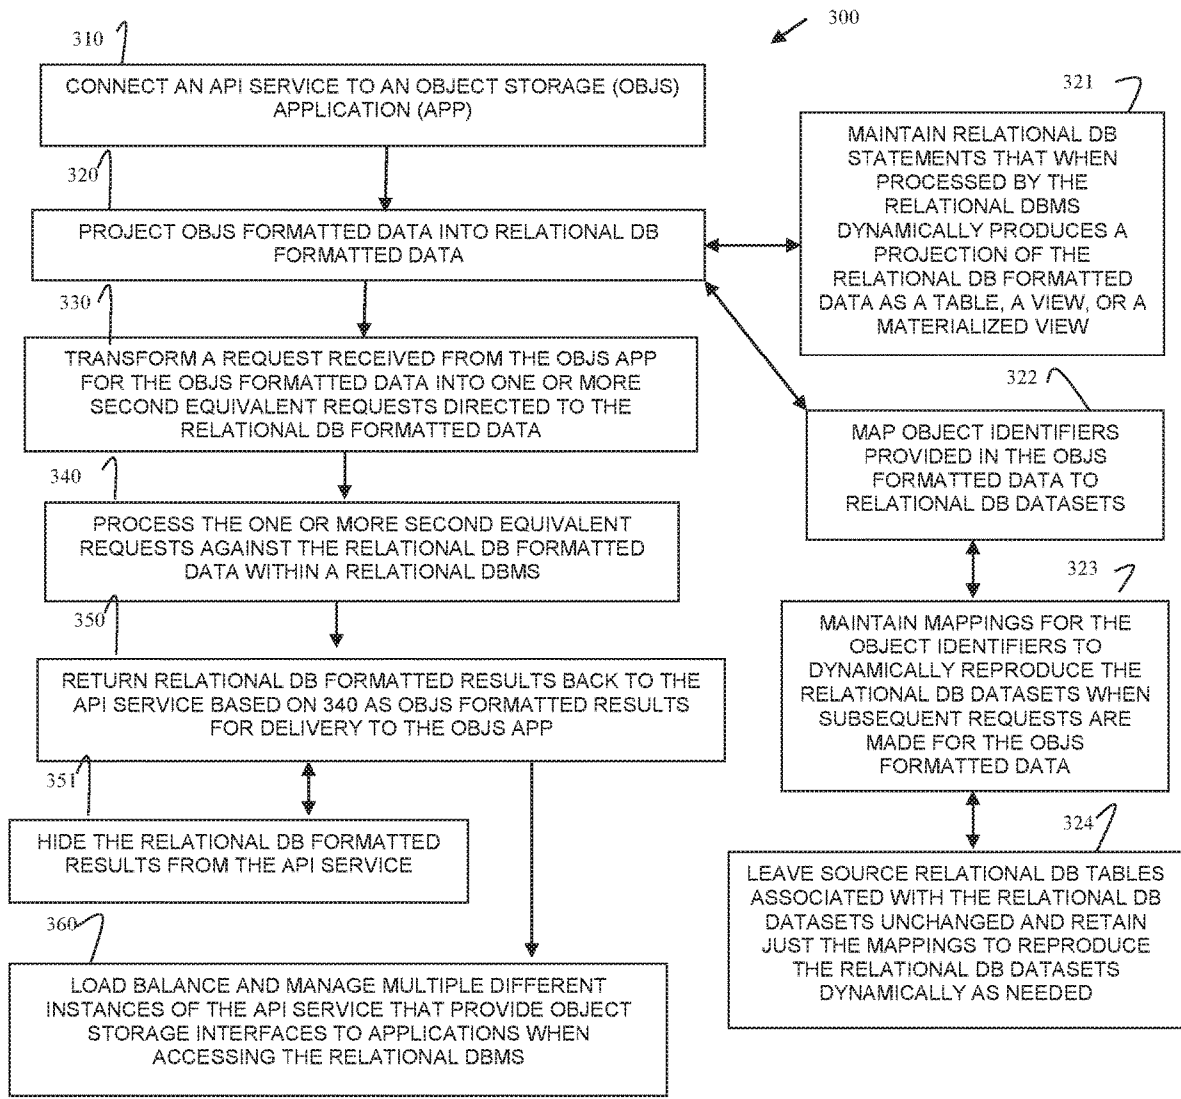 300
310
CONNECT AN API SERVICE TO AN OBJECT STORAGE (OBJS)
APPLICATION (APP)
320
PROJECT OBJS FORMATTED DATA INTO RELATIONAL DB
FORMATTED DATA
330
TRANSFORM A REQUEST RECEIVED FROM THE OBJS APP
FOR THE OBJS FORMATTED DATA INTO ONE OR MORE
SECOND EQUIVALENT REQUESTS DIRECTED TO THE
RELATIONAL DB FORMATTED DATA
340
PROCESS THE ONE OR MORE SECOND EQUIVALENT
REQUESTS AGAINST THE RELATIONAL DB FORMATTED
DATA WITHIN A RELATIONAL DBMS
350
RETURN RELATIONAL DB FORMATTED RESULTS BACK TO THE
API SERVICE BASED ON 340 AS OBJS FORMATTED RESULTS
FOR DELIVERY TO THE OBJS APP
351
HIDE THE RELATIONAL DB FORMATTED
RESULTS FROM THE API SERVICE
360
LOAD BALANCE AND MANAGE MULTIPLE DIFFERENT
INSTANCES OF THE API SERVICE THAT PROVIDE OBJECT
STORAGE INTERFACES TO APPLICATIONS WHEN
ACCESSING THE RELATIONAL DBMS
321
MAINTAIN RELATIONAL DB
STATEMENTS THAT WHEN
PROCESSED BY THE
RELATIONAL DBMS
DYNAMICALLY PRODUCES A
PROJECTION OF THE
RELATIONAL DB FORMATTED
DATA AS A TABLE, A VIEW, OR A
MATERIALIZED VIEW
322
MAP OBJECT IDENTIFIERS
PROVIDED IN THE OBJS
FORMATTED DATA TO
RELATIONAL DB DATASETS
323
MAINTAIN MAPPINGS FOR THE
OBJECT IDENTIFIERS TO
DYNAMICALLY REPRODUCE THE
RELATIONAL DB DATASETS WHEN
SUBSEQUENT REQUESTS ARE
MADE FOR THE OBJS
FORMATTED DATA
324
LEAVE SOURCE RELATIONAL DB TABLES
ASSOCIATED WITH THE RELATIONAL DB
DATASETS UNCHANGED AND RETAIN
JUST THE MAPPINGS TO REPRODUCE
THE RELATIONAL DB DATASETS
DYNAMICALLY AS NEEDED